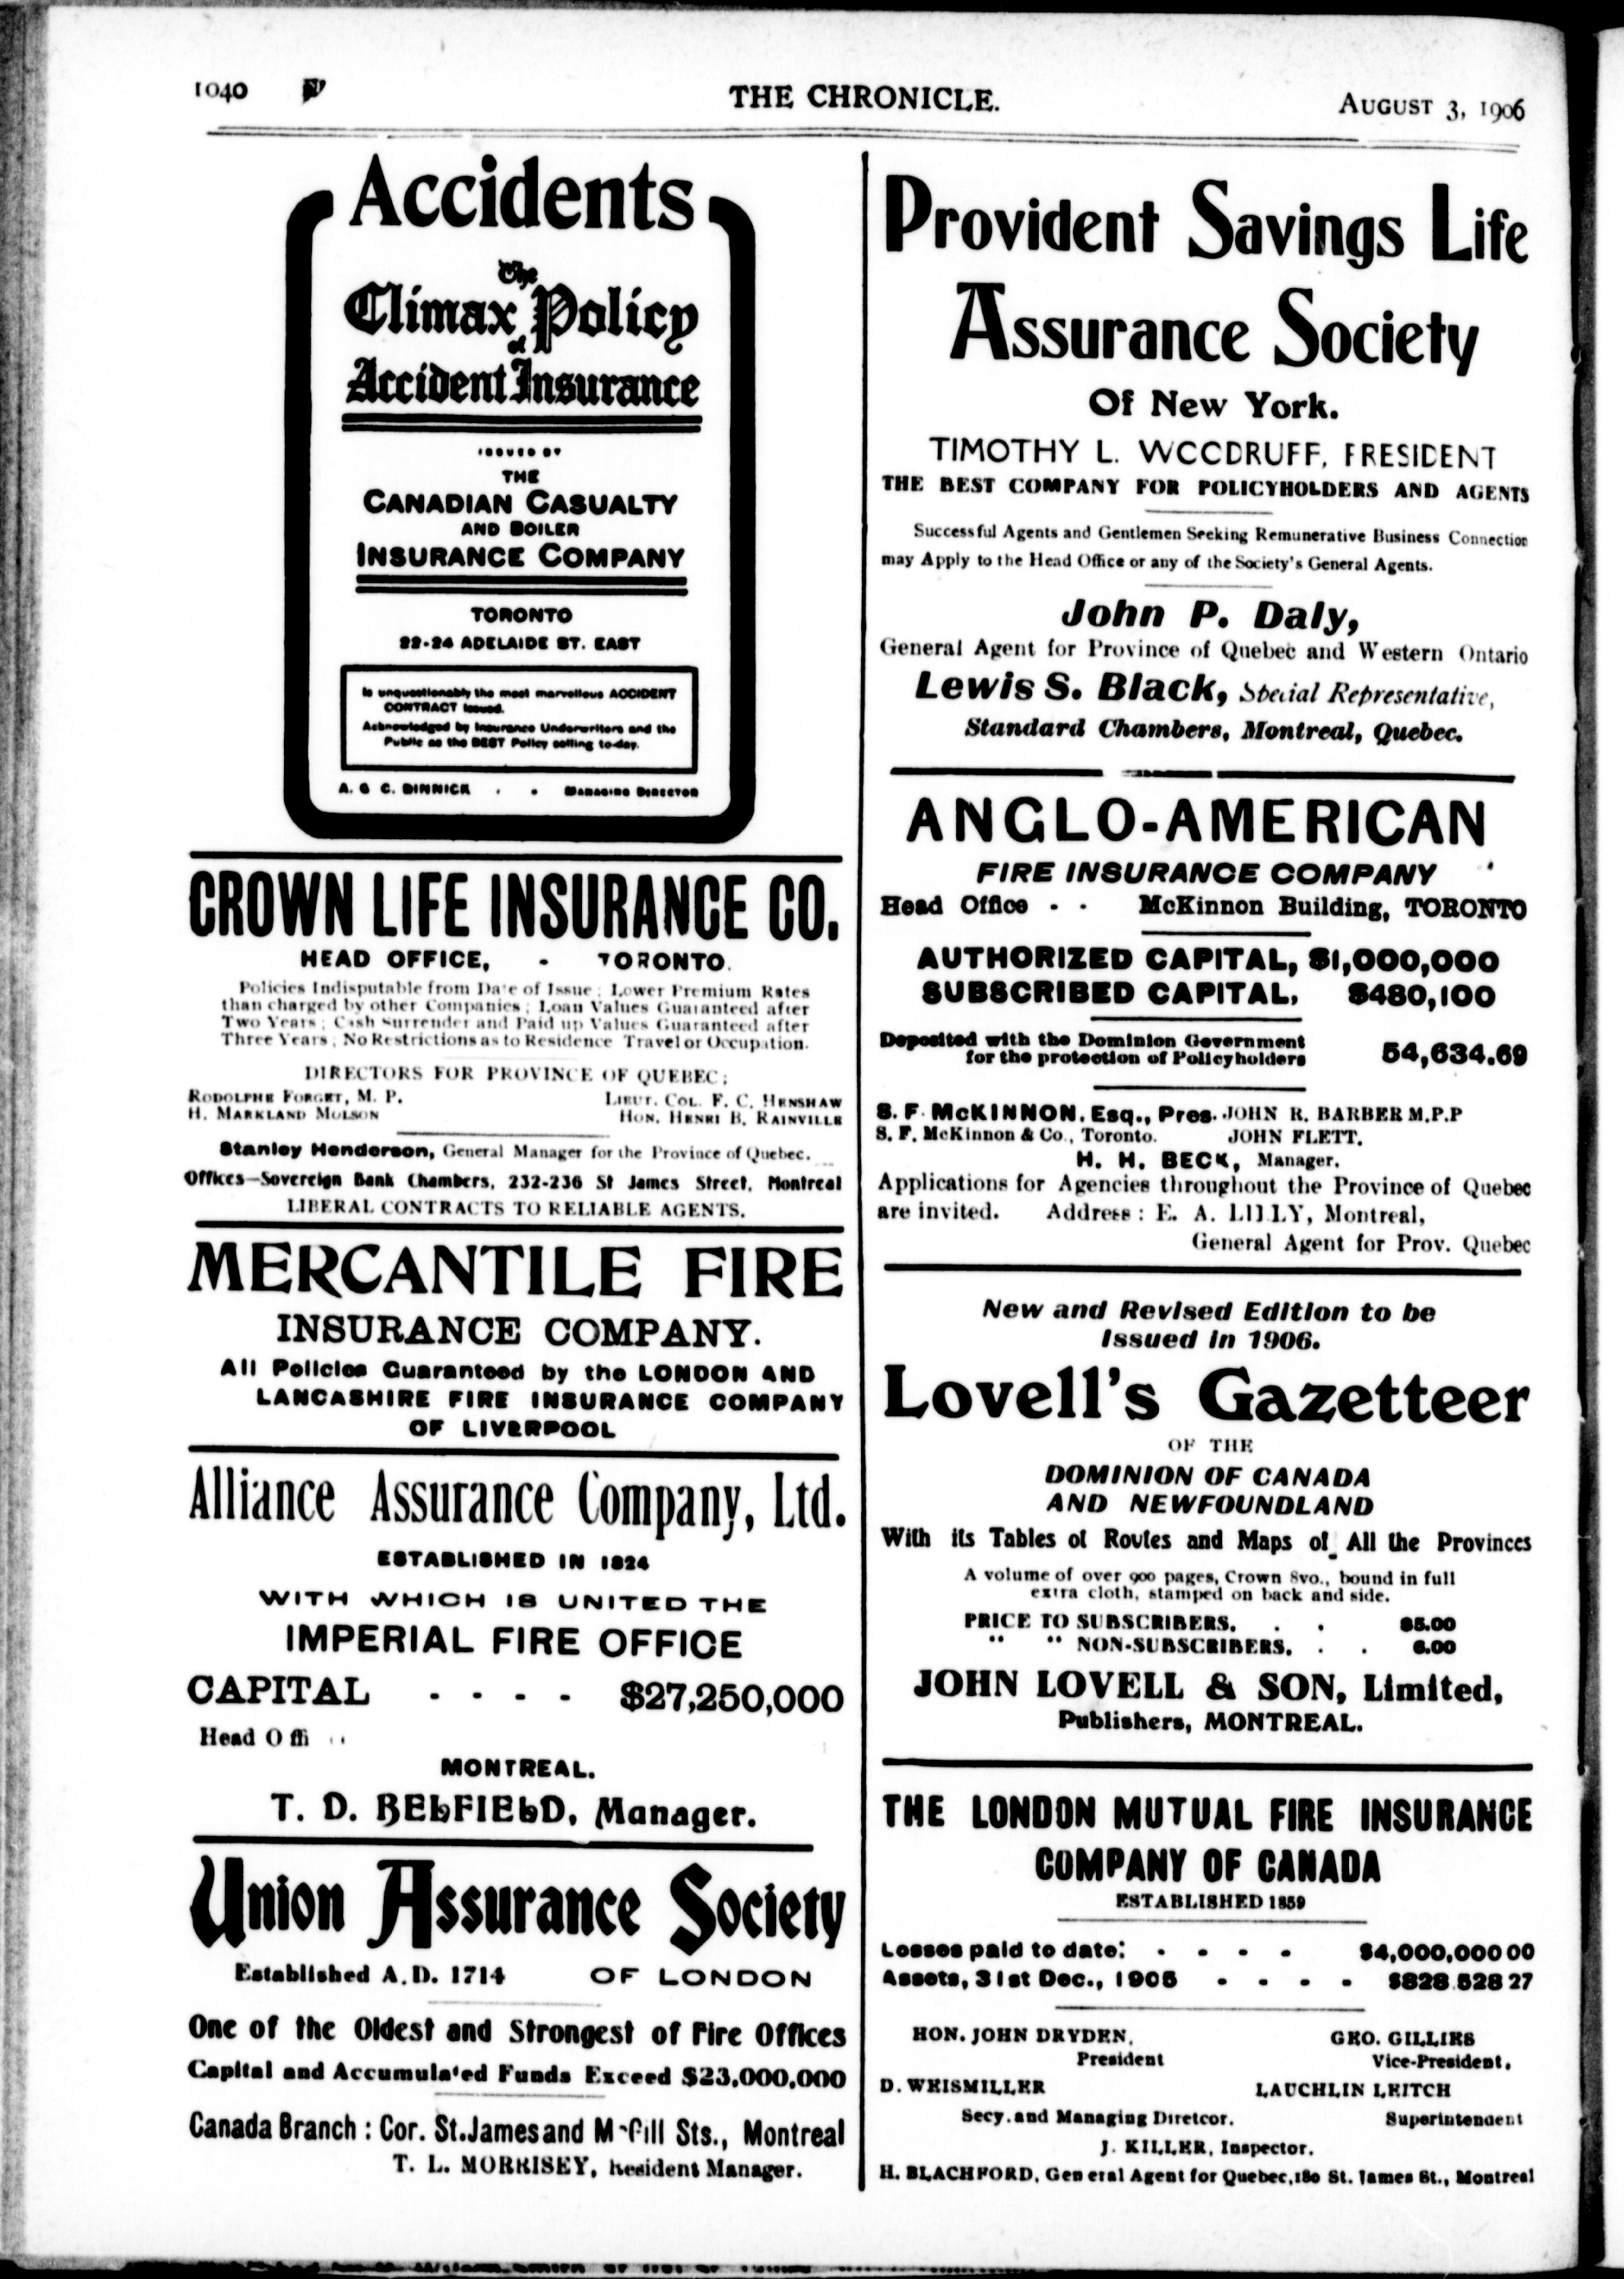 1040
THE CHRONICLE.
AUGUST 3, 1906
Accidents
The
Climax Policy
of
Accident Insurance
ISSUED BY
THE
CANADIAN CASUALTY
AND BOILER
INSURANCE COMPANY
TORONTO
22-24 ADELAIDE ST. EAST
Is unquestionably the most marvellous ACCIDENT
CONTRACT Issued.
Acknowledged by Insurance Underwriters and the
Public as the BEST Policy selling to-day.
A. G. C. DINNICK . . MANAGING DIRECTOR
CROWN LIFE INSURANCE CO.
HEAD OFFICE, - TORONTO.
Policies Indisputable from Date of Issue; Lower Premium Rates
than charged by other Companies; Loan Values Guaranteed after
Two Years; Cash Surrender and Paid up Values Guaranteed after
Three Years; No Restrictions as to Residence Travel or Occupation.
DIRECTORS FOR PROVINCE OF QUEBEC:
RODOLPHE FORGET, M. P. LIEUT. COL. F. C. HENSHAW
H. MARKLAND MOLSON HON. HENRI B. RAINVILLE
Stanley Henderson, General Manager for the Province of Quebec.
Offices—Sovereign Bank Chambers, 232-236 St James Street, Montreal
LIBERAL CONTRACTS TO RELIABLE AGENTS.
MERCANTILE FIRE
INSURANCE COMPANY.
All Policies Guaranteed by the LONDON AND
LANCASHIRE FIRE INSURANCE COMPANY
OF LIVERPOOL
Alliance Assurance Company, Ltd.
ESTABLISHED IN 1824
WITH WHICH IS UNITED THE
IMPERIAL FIRE OFFICE
CAPITAL - - - - $27,250,000
Head Offi
MONTREAL.
T. D. BELFIELD, Manager.
Union Assurance Society
Established A.D. 1714 OF LONDON
One of the Oldest and Strongest of Fire Offices
Capital and Accumulated Funds Exceed $23,000,000
Canada Branch : Cor. St. James and McGill Sts., Montreal
T. L. MORRISEY, Resident Manager.
Provident Savings Life
Assurance Society
Of New York.
TIMOTHY L. WOODRUFF, PRESIDENT
THE BEST COMPANY FOR POLICYHOLDERS AND AGENTS
Successful Agents and Gentlemen Seeking Remunerative Business Connection
may Apply to the Head Office or any of the Society's General Agents.
John P. Daly,
General Agent for Province of Quebec and Western Ontario
Lewis S. Black, Special Representative,
Standard Chambers, Montreal, Quebec.
ANGLO-AMERICAN
FIRE INSURANCE COMPANY
Head Office - - McKinnon Building, TORONTO
AUTHORIZED CAPITAL, $1,000,000
SUBSCRIBED CAPITAL, $480,100
Deposited with the Dominion Government
for the protection of Policyholders 54,634.69
S. F. McKINNON, Esq., Pres. JOHN R. BARBER M.P.P
S. F. McKinnon & Co., Toronto. JOHN FLETT.
H. H. BECK, Manager.
Applications for Agencies throughout the Province of Quebec
are invited. Address : E. A. LILLY, Montreal,
General Agent for Prov. Quebec
New and Revised Edition to be
Issued in 1906.
Lovell's Gazetteer
OF THE
DOMINION OF CANADA
AND NEWFOUNDLAND
With its Tables of Routes and Maps of All the Provinces
A volume of over 900 pages, Crown 8vo., bound in full
extra cloth, stamped on back and side.
PRICE TO SUBSCRIBERS, . . $5.00
" " NON-SUBSCRIBERS, . . 6.00
JOHN LOVELL & SON, Limited,
Publishers, MONTREAL.
THE LONDON MUTUAL FIRE INSURANCE
COMPANY OF CANADA
ESTABLISHED 1859
Losses paid to date: - - - - $4,000,000 00
Assets, 31st Dec., 1905 - - - - $828 528 27
HON. JOHN DRYDEN, GEO. GILLIES
President Vice-President,
D. WEISMILLER LAUCHLIN LEITCH
Secy. and Managing Diretcor. Superintendent
J. KILLER, Inspector.
H. BLACHFORD, General Agent for Quebec, 180 St. James St., Montreal